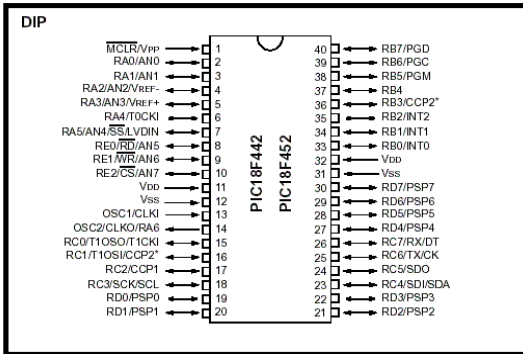 DIP
MCLR/VPP 1 40 RB7/PGD
RA0/AN0 2 39 RB6/PGC
RA1/AN1 3 38 RB5/PGM
RA2/AN2/VREF- 4 37 RB4
RA3/AN3/VREF+ 5 36 RB3/CCP2*
RA4/T0CKI 6 35 RB2/INT2
RA5/AN4/SS/LVDIN 7 34 RB1/INT1
RE0/RD/AN5 8 33 RB0/INT0
RE1/WR/AN6 9 32 VDD
RE2/CS/AN7 10 31 VSS
VDD 11 30 RD7/PSP7
VSS 12 29 RD6/PSP6
OSC1/CLKI 13 28 RD5/PSP5
OSC2/CLKO/RA6 14 27 RD4/PSP4
RC0/T1OSO/T1CKI 15 26 RC7/RX/DT
RC1/T1OSI/CCP2* 16 25 RC6/TX/CK
RC2/CCP1 17 24 RC5/SDO
RC3/SCK/SCL 18 23 RC4/SDI/SDA
RD0/PSP0 19 22 RD3/PSP3
RD1/PSP1 20 21 RD2/PSP2
PIC18F442
PIC18F452